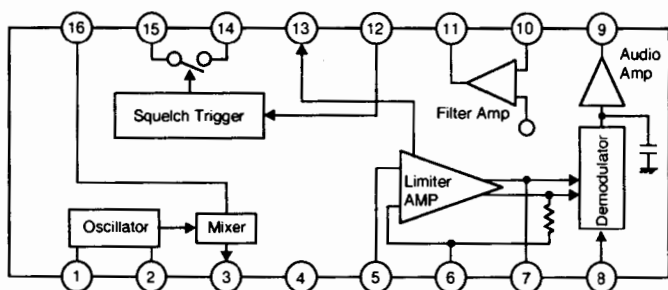 16 15 14 13 12 11 10 9
Audio
Amp
Squelch Trigger
Filter Amp
Limiter
AMP
Demodulator
Oscillator
Mixer
1 2 3 4 5 6 7 8